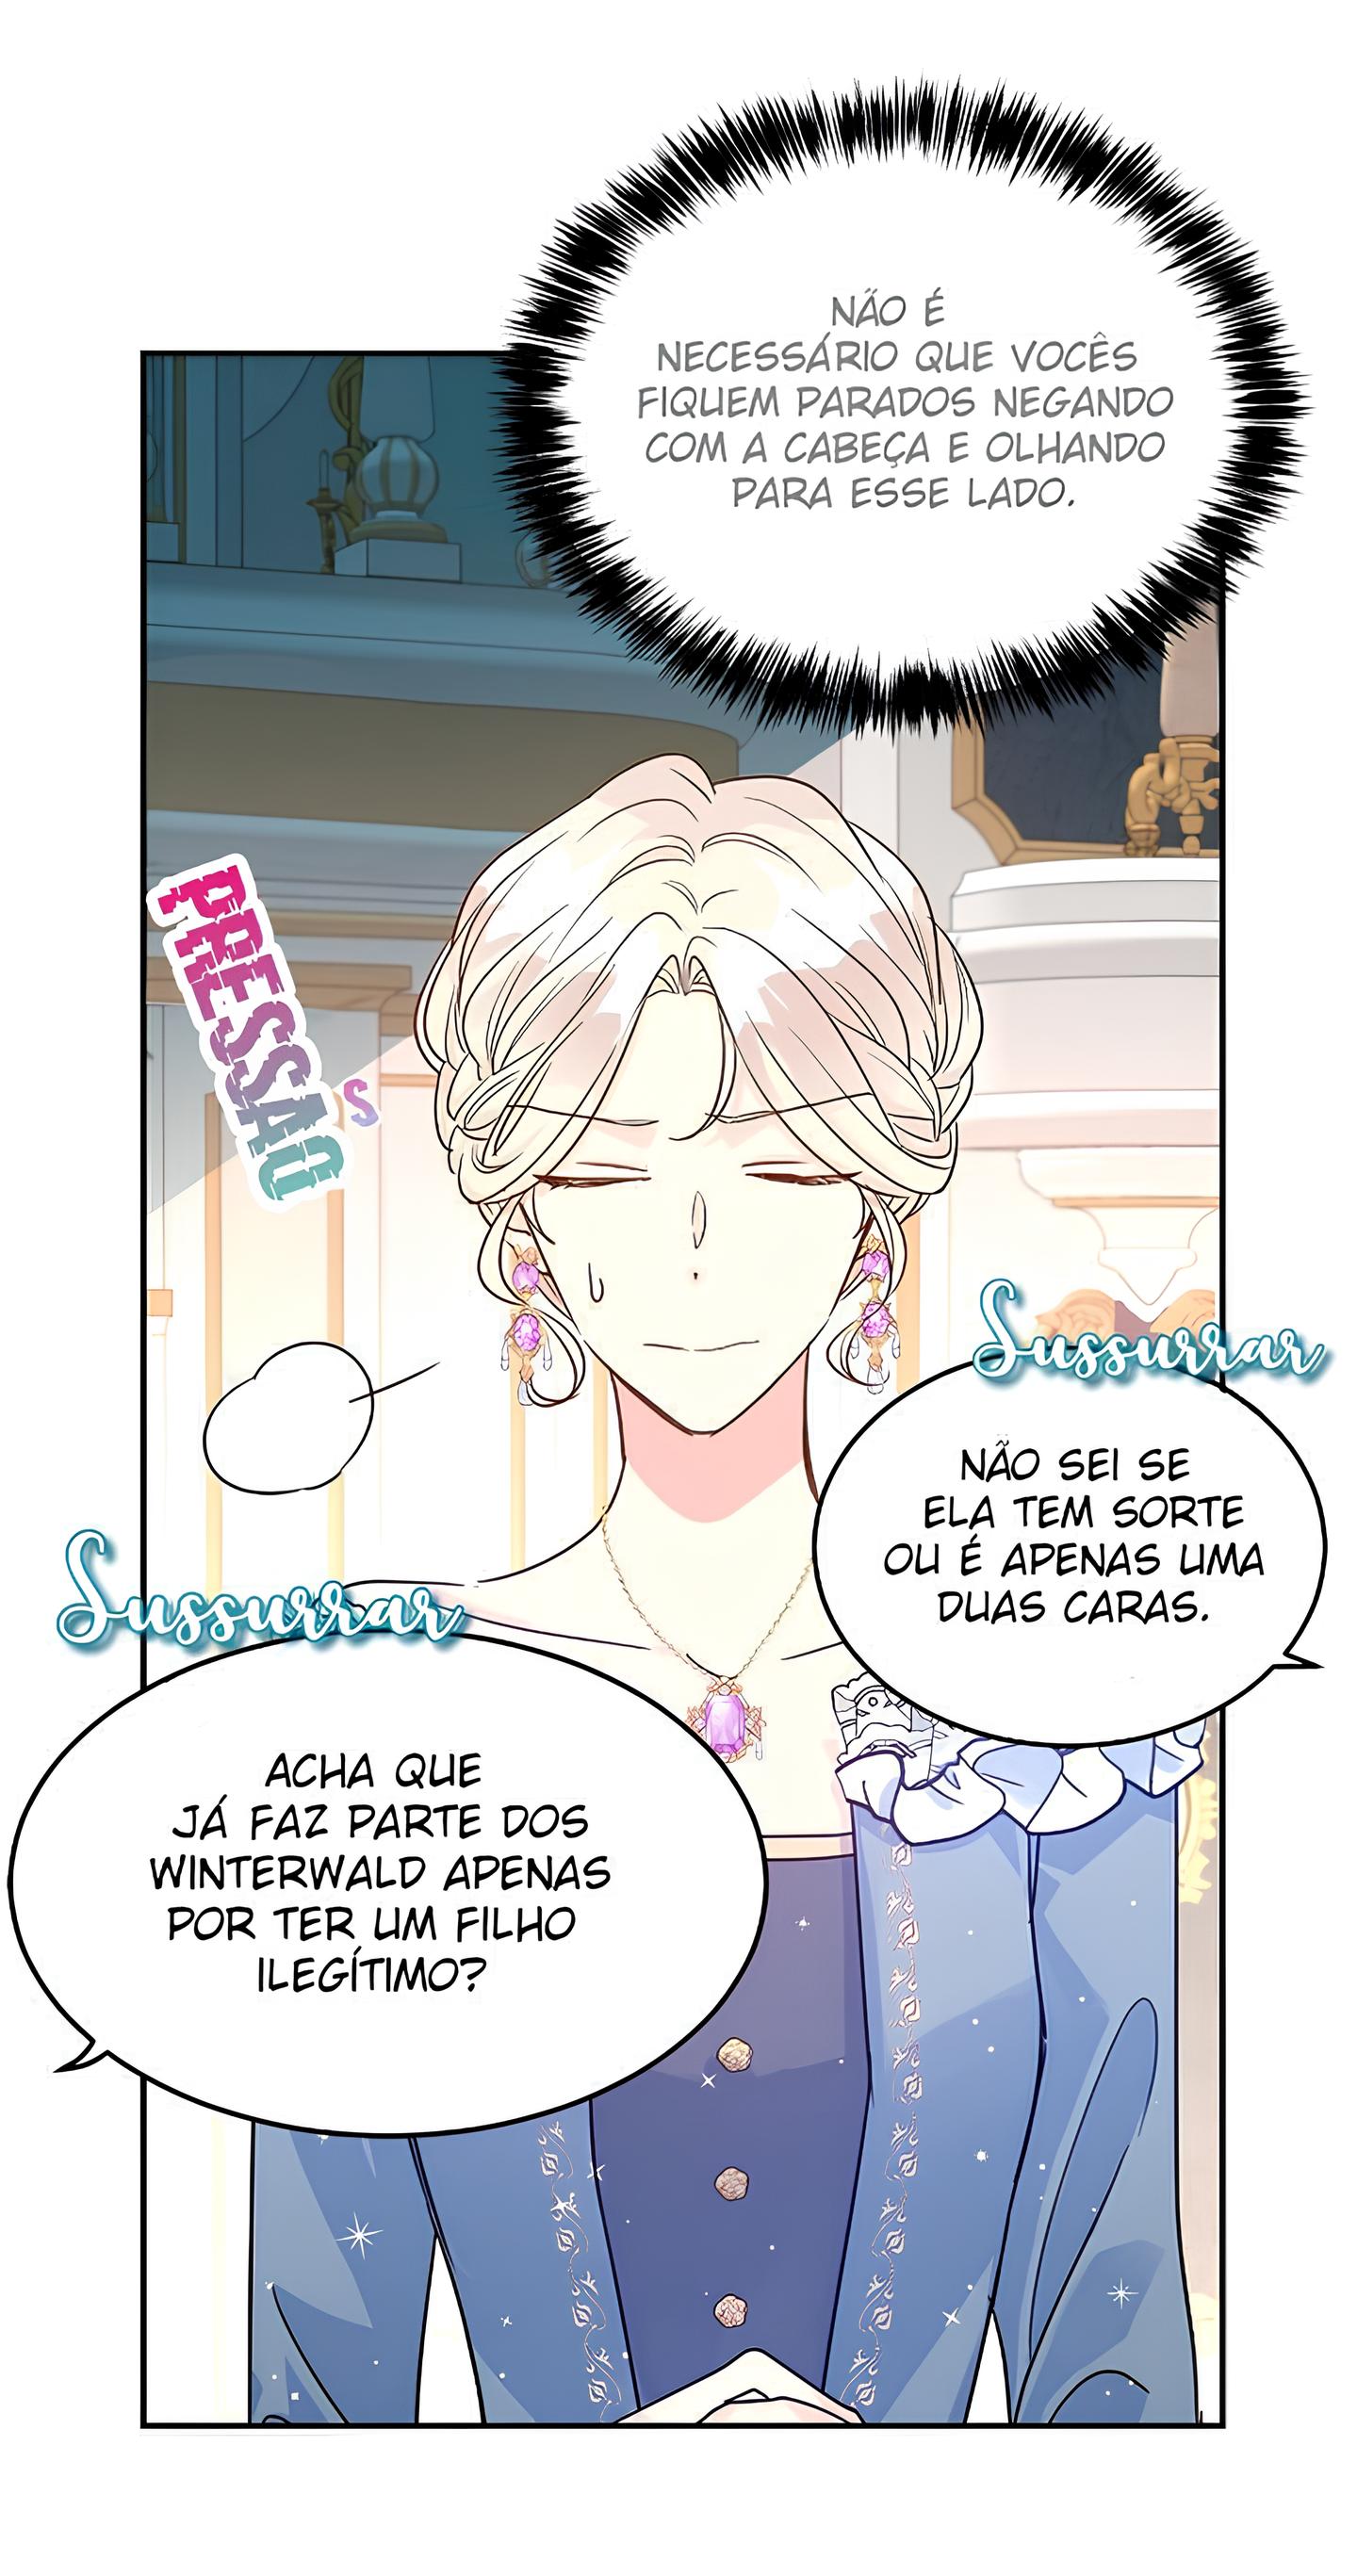 NÃO É
NECESSÁRIO QUE VOCÊS
FIQUEM PARADOS NEGANDO
COM A CABEÇA E OLHANDO
PARA ESSE LADO.
PRESSAO
S
Sussurrar
NÃO SEI SE
ELA TEM SORTE
OU É APENAS UMA
DUAS CARAS.
Sussurrar
ACHA QUE
JÁ FAZ PARTE DOS
WINTERWALD APENAS
POR TER UM FILHO
ILEGÍTIMO?